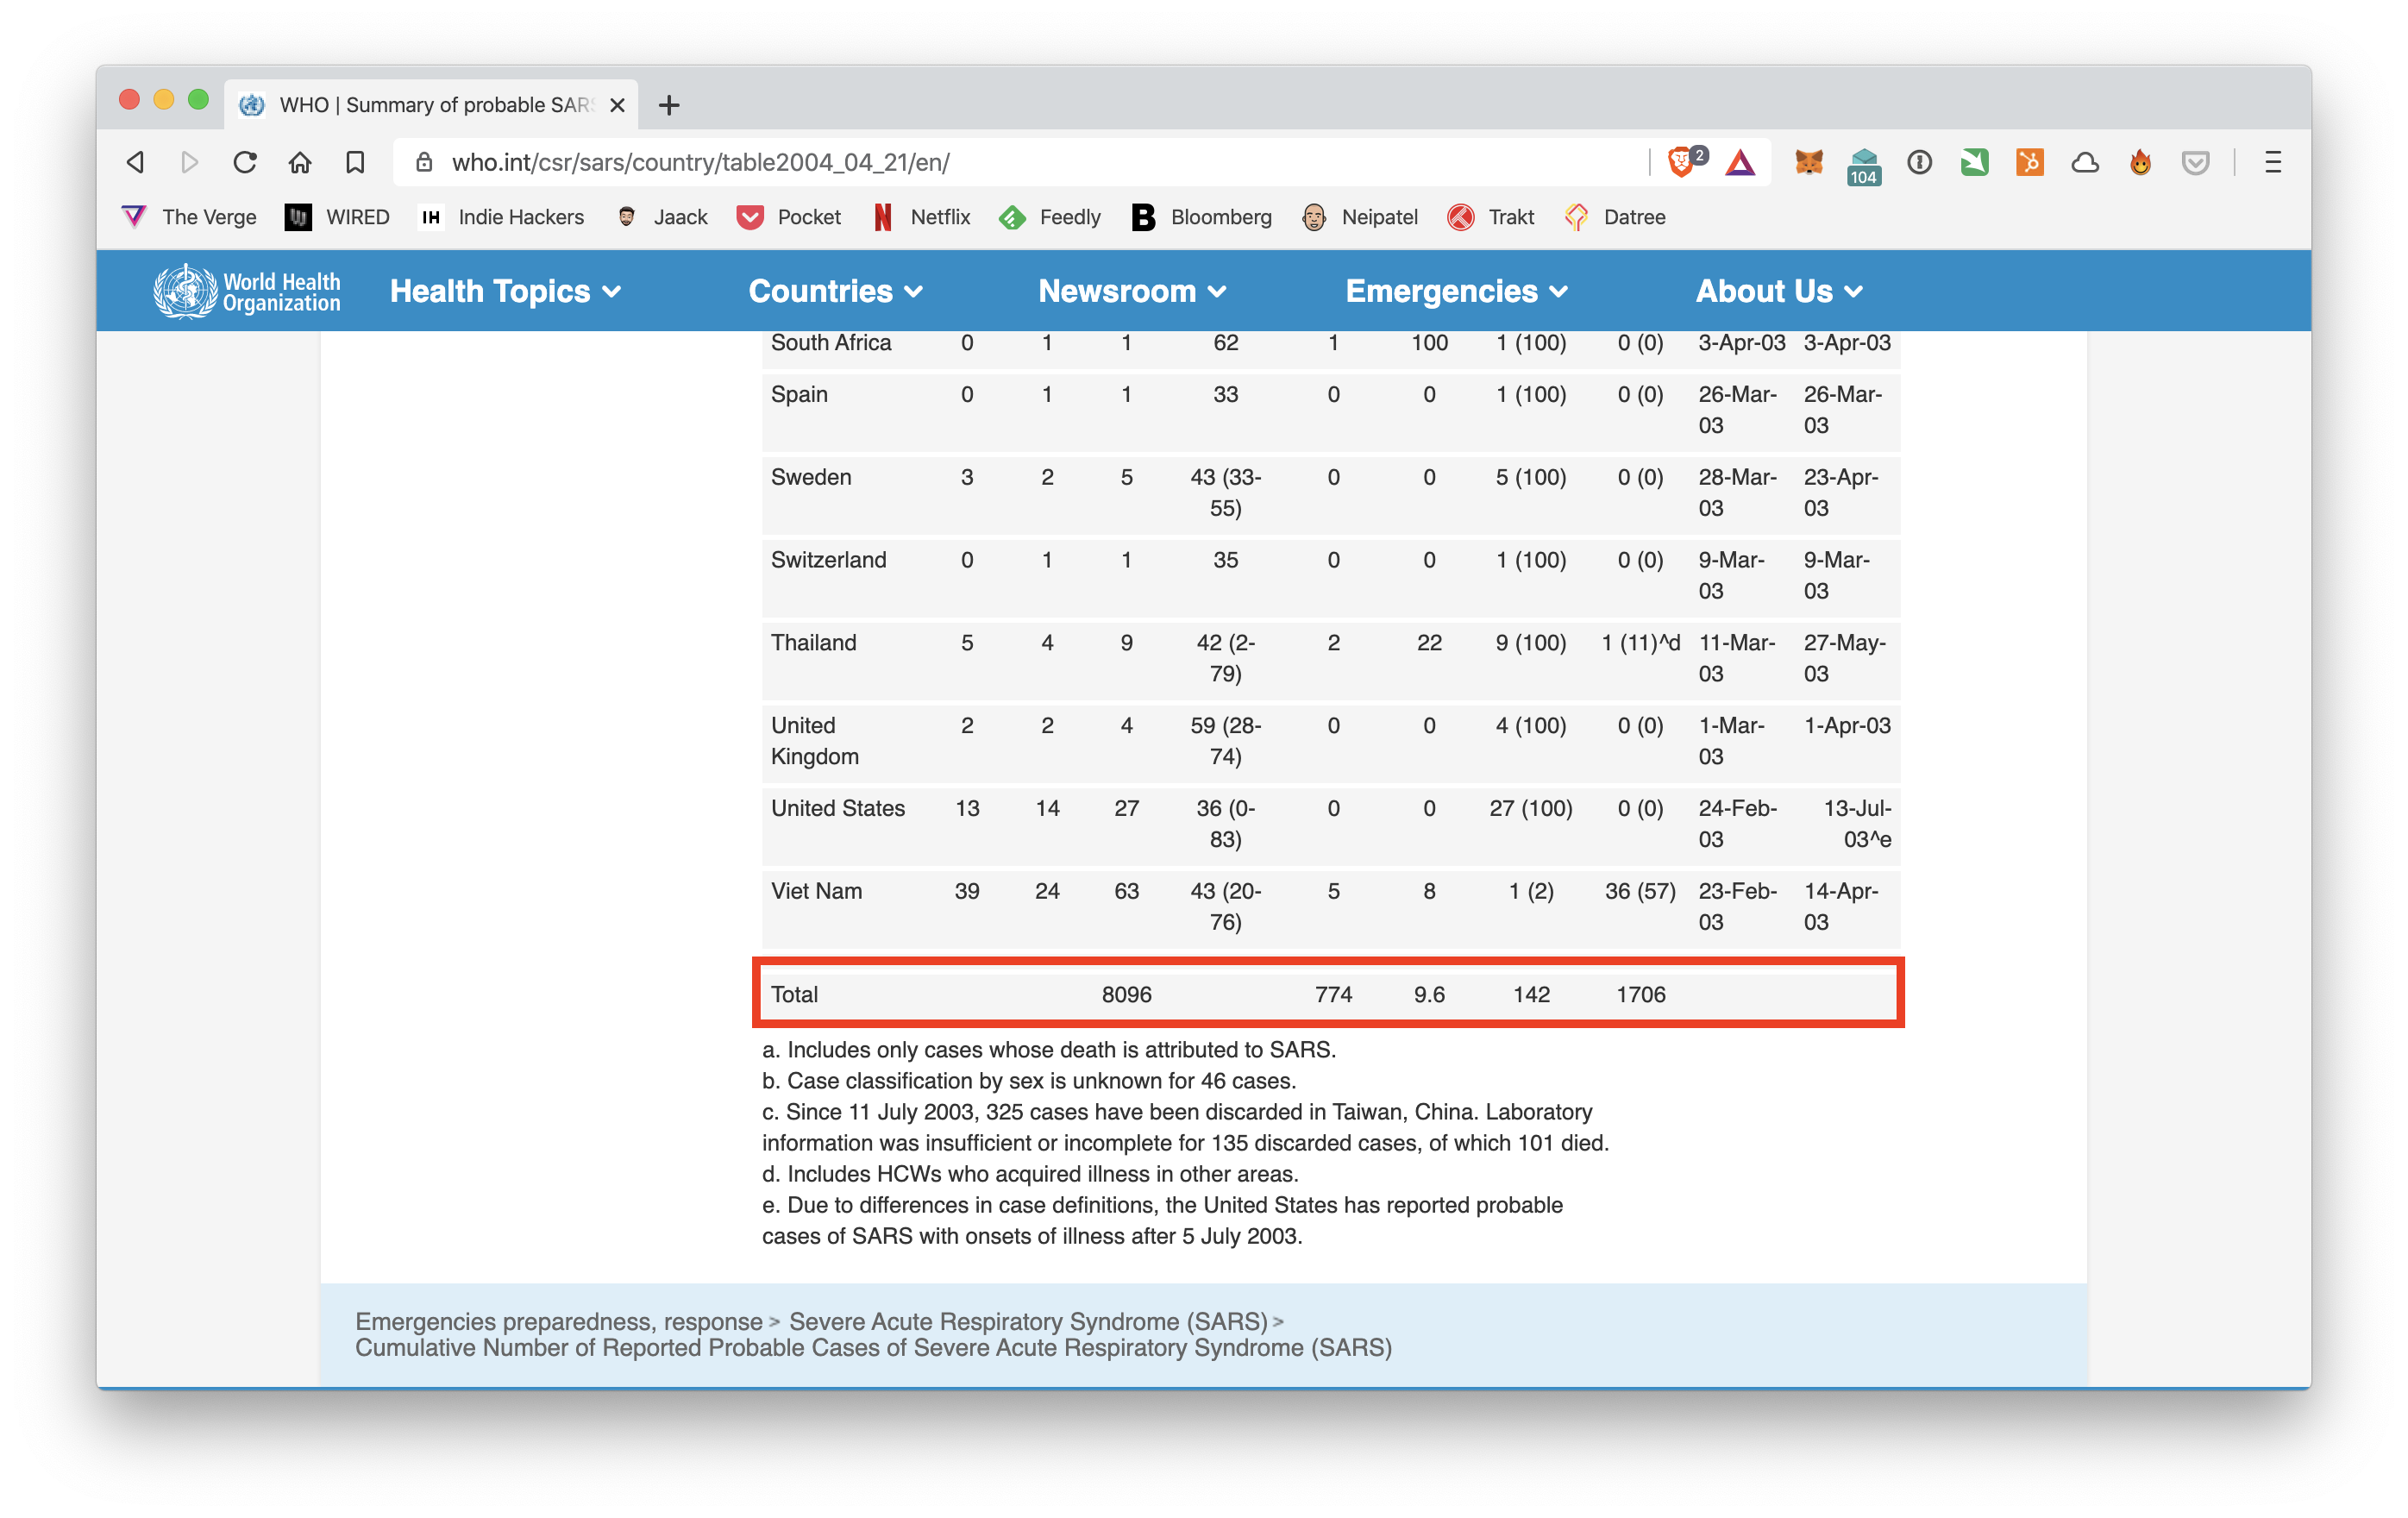 WHO | Summary of probable SAR
who.int/csr/sars/country/table2004_04_21/en/
2
104
The Verge WIRED IH Indie Hackers Jaack Pocket Netflix Feedly B Bloomberg Neipatel Trakt Datree
World Health Organization Health Topics Countries Newsroom Emergencies About Us
South Africa 0 1 1 62 1 100 1 (100) 0 (0) 3-Apr-03 3-Apr-03
Spain 0 1 1 33 0 0 1 (100) 0 (0) 26-Mar- 26-Mar-
03 03
Sweden 3 2 5 43 (33- 0 0 5 (100) 0 (0) 28-Mar- 23-Apr-
55) 03 03
Switzerland 0 1 1 35 0 0 1 (100) 0 (0) 9-Mar- 9-Mar-
03 03
Thailand 5 4 9 42 (2- 2 22 9 (100) 1 (11)^d 11-Mar- 27-May-
79) 03 03
United 2 2 4 59 (28- 0 0 4 (100) 0 (0) 1-Mar- 1-Apr-03
Kingdom 74) 03
United States 13 14 27 36 (0- 0 0 27 (100) 0 (0) 24-Feb- 13-Jul-
83) 03 03^e
Viet Nam 39 24 63 43 (20- 5 8 1 (2) 36 (57) 23-Feb- 14-Apr-
76) 03 03
Total 8096 774 9.6 142 1706
a. Includes only cases whose death is attributed to SARS.
b. Case classification by sex is unknown for 46 cases.
c. Since 11 July 2003, 325 cases have been discarded in Taiwan, China. Laboratory
information was insufficient or incomplete for 135 discarded cases, of which 101 died.
d. Includes HCWs who acquired illness in other areas.
e. Due to differences in case definitions, the United States has reported probable
cases of SARS with onsets of illness after 5 July 2003.
Emergencies preparedness, response > Severe Acute Respiratory Syndrome (SARS) >
Cumulative Number of Reported Probable Cases of Severe Acute Respiratory Syndrome (SARS)